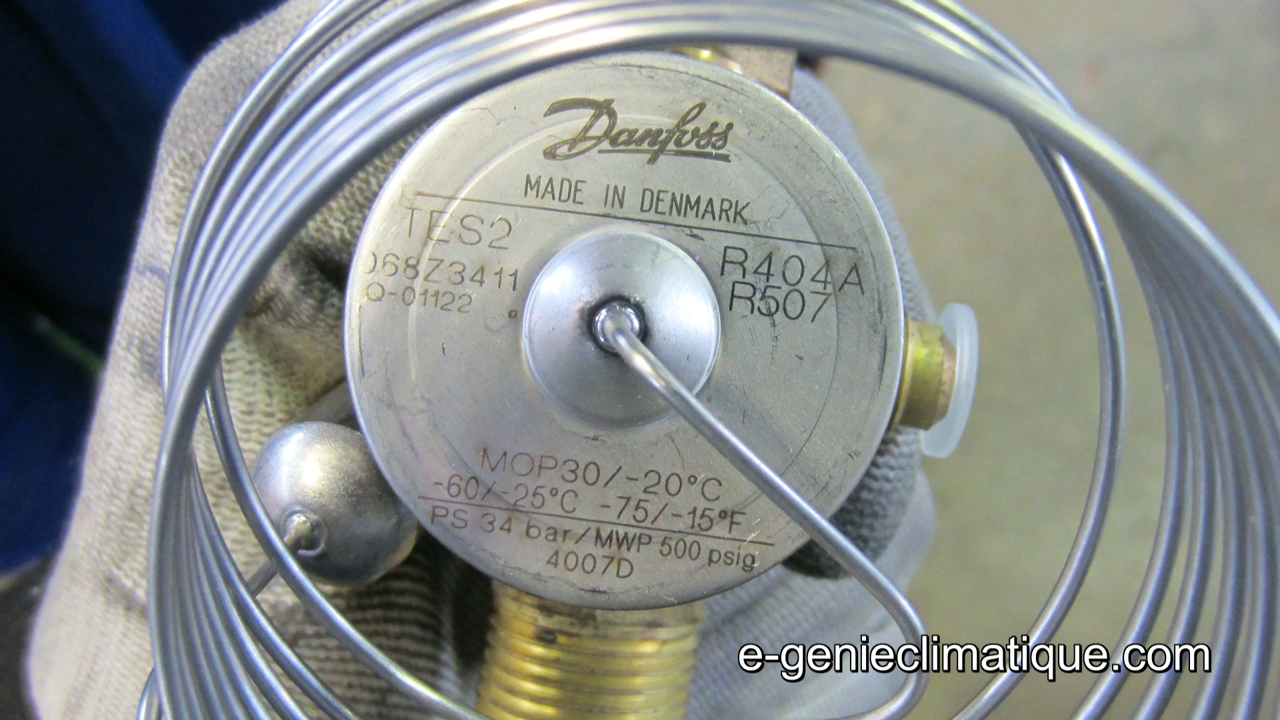 Danfoss
MADE IN DENMARK
TES2
068Z3411
Q-01122
R404A
R507
MOP30/-20°C
-60/-25°C -75/-15°F
PS 34 bar/MWP 500 psig
4007D
e-genieclimatique.com